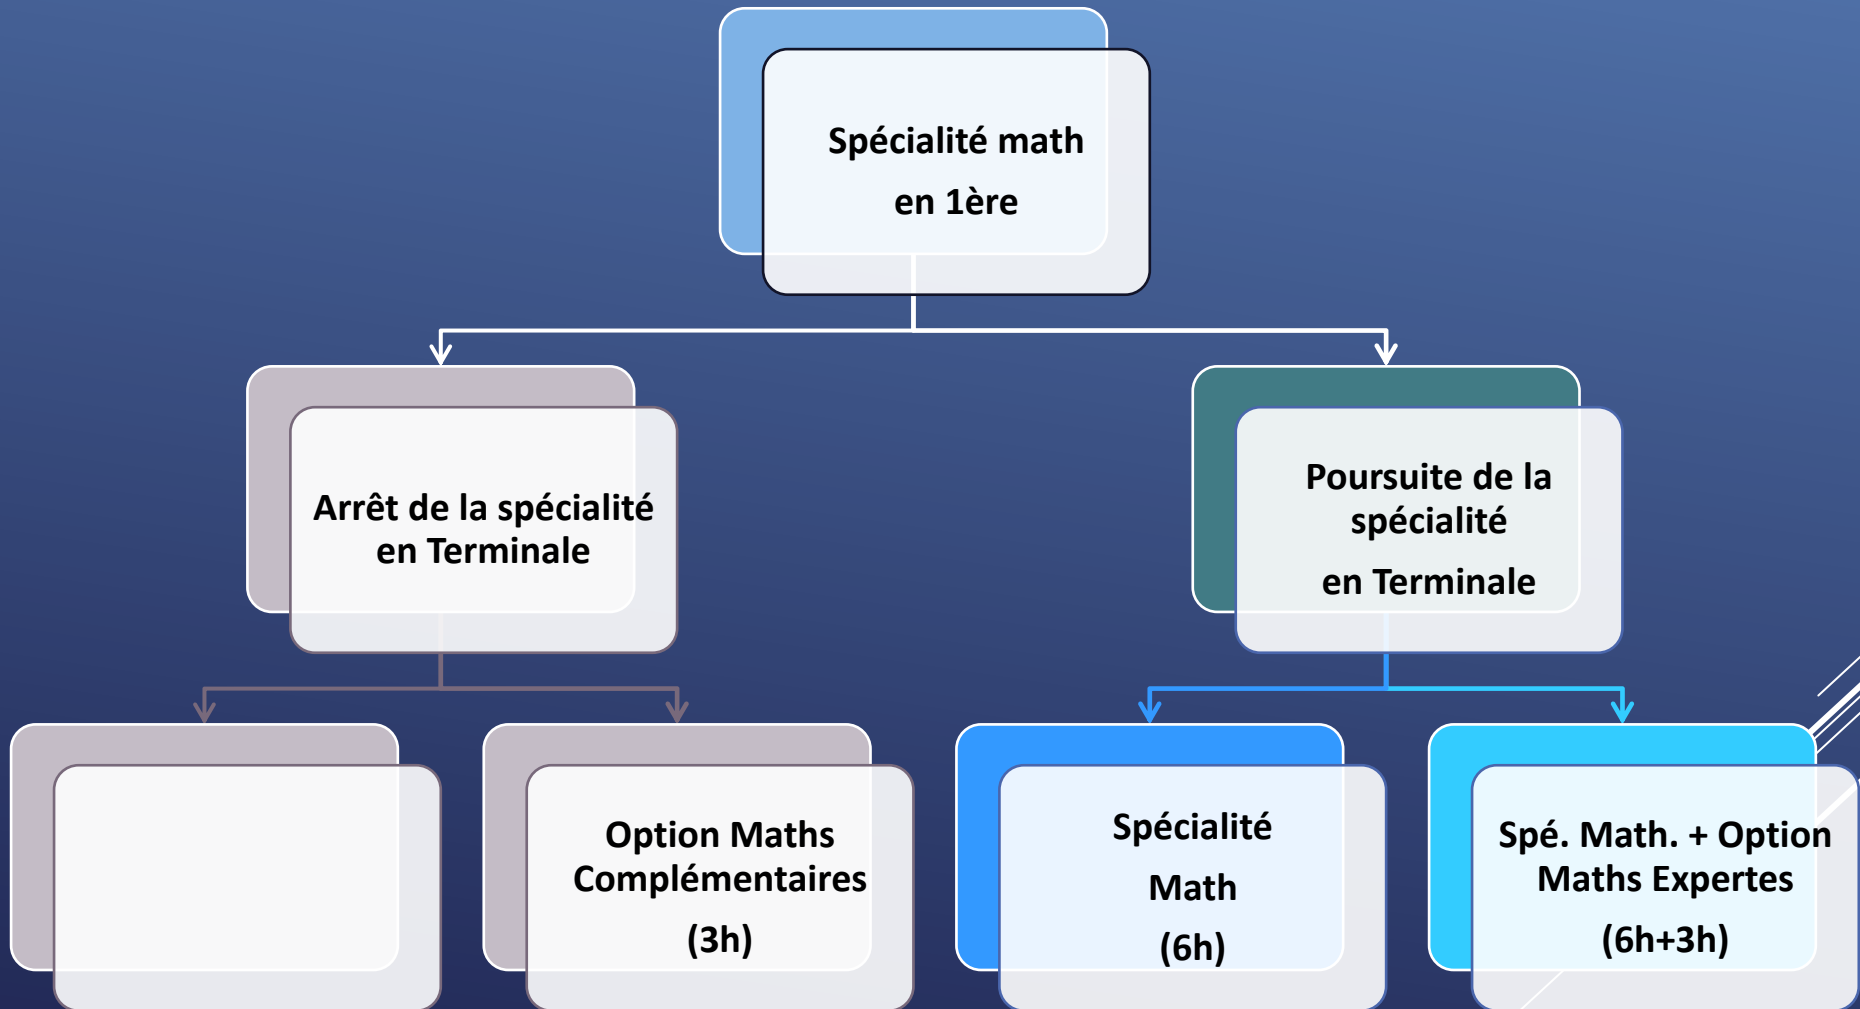 Spécialité math
en 1ère
Arrêt de la spécialité
en Terminale
Poursuite de la
spécialité
en Terminale
Option Maths
Complémentaires
(3h)
Spécialité
Math
(6h)
Spé. Math. + Option
Maths Expertes
(6h+3h)